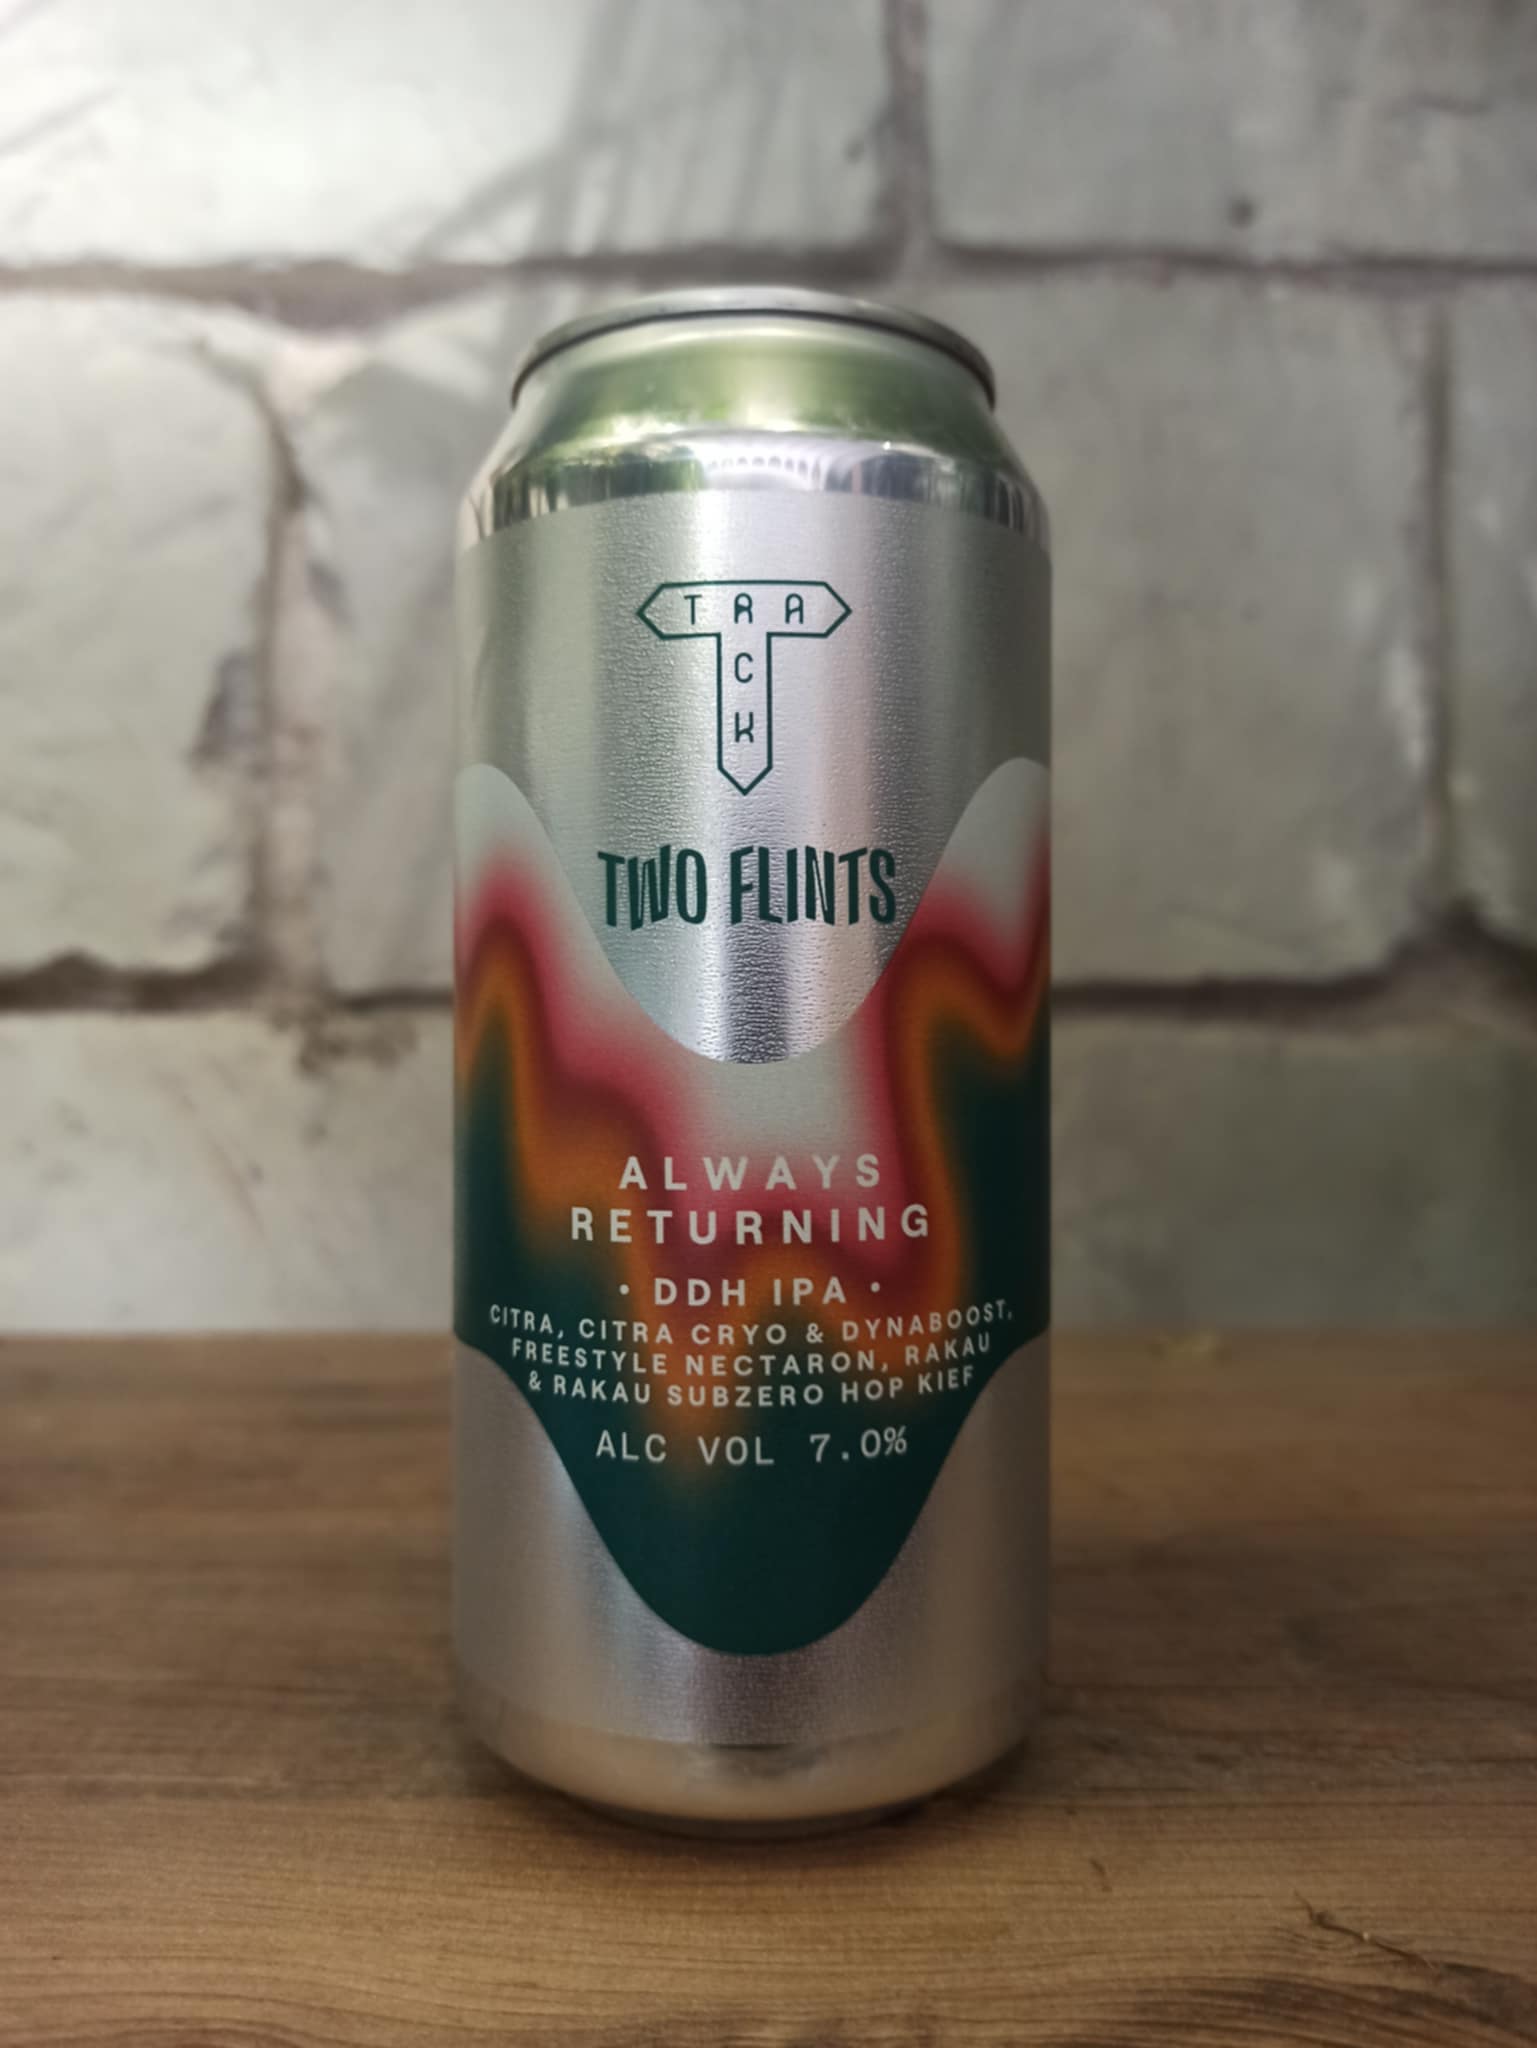 TRA
C
K
TWO FLINTS
ALWAYS
RETURNING
• DDH IPA •
CITRA, CITRA CRYO & DYNABOOST,
FREESTYLE NECTARON, RAKAU
& RAKAU SUBZERO HOP KIEF
ALC VOL 7.0%